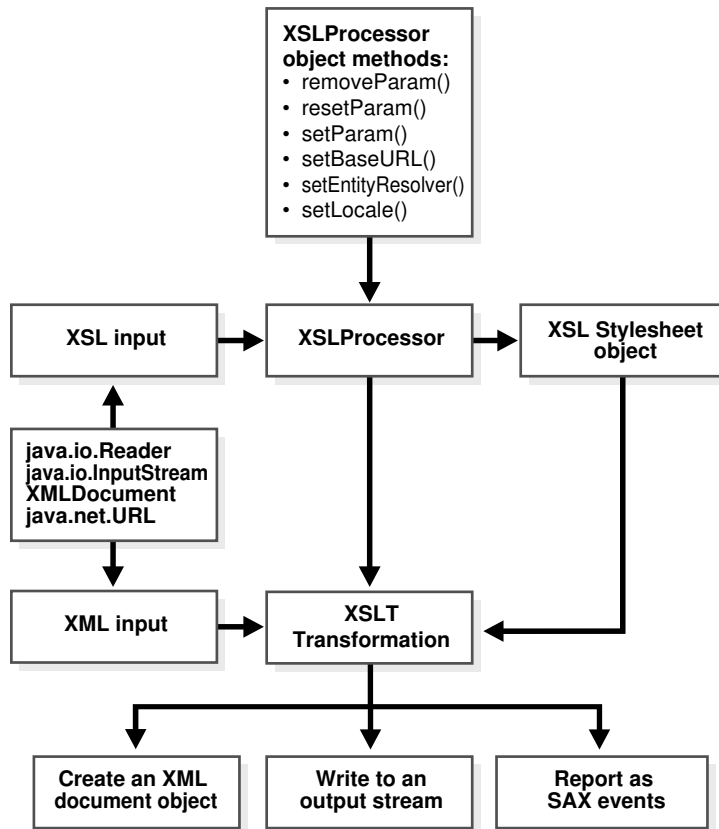 XSLProcessor
object methods:
• removeParam()
• resetParam()
• setParam()
• setBaseURL()
• setEntityResolver()
• setLocale()
XSL input
XSLProcessor
XSL Stylesheet
object
java.io.Reader
java.io.InputStream
XMLDocument
java.net.URL
XML input
XSLT
Transformation
Create an XML
document object
Write to an
output stream
Report as
SAX events